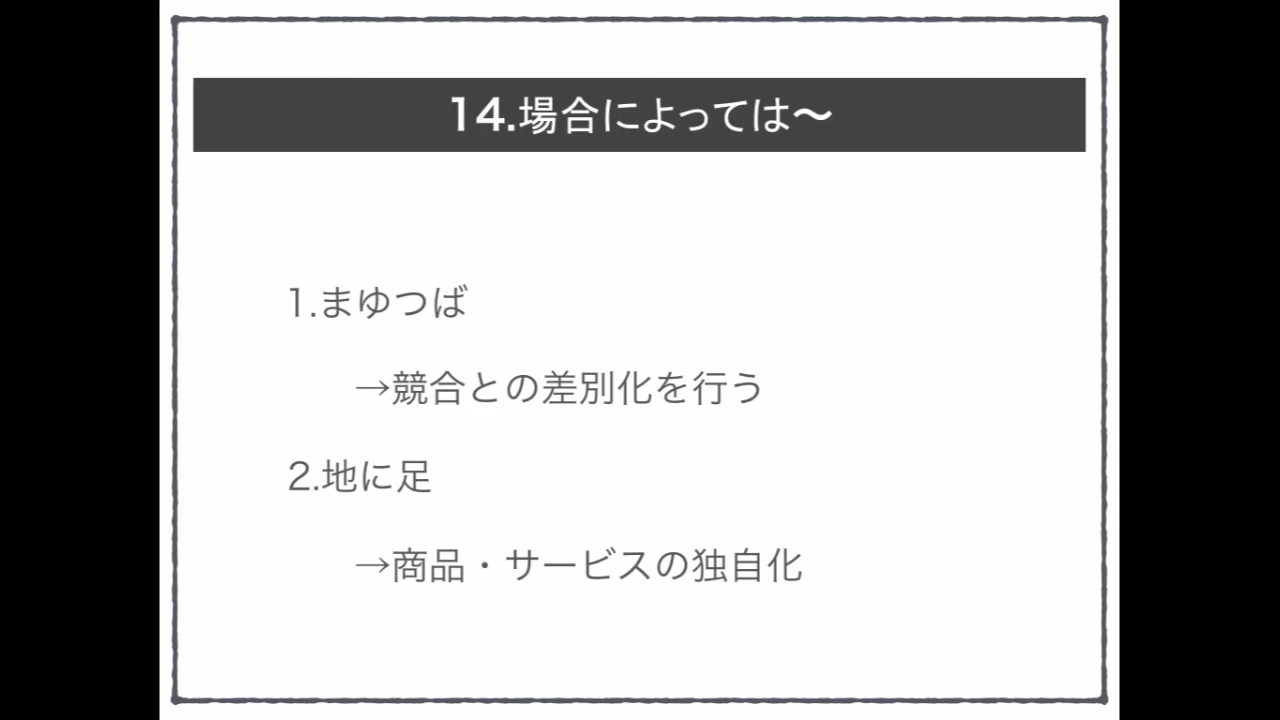 14.場合によっては〜
1.まゆつば
→競合との差別化を行う
2.地に足
→商品・サービスの独自化